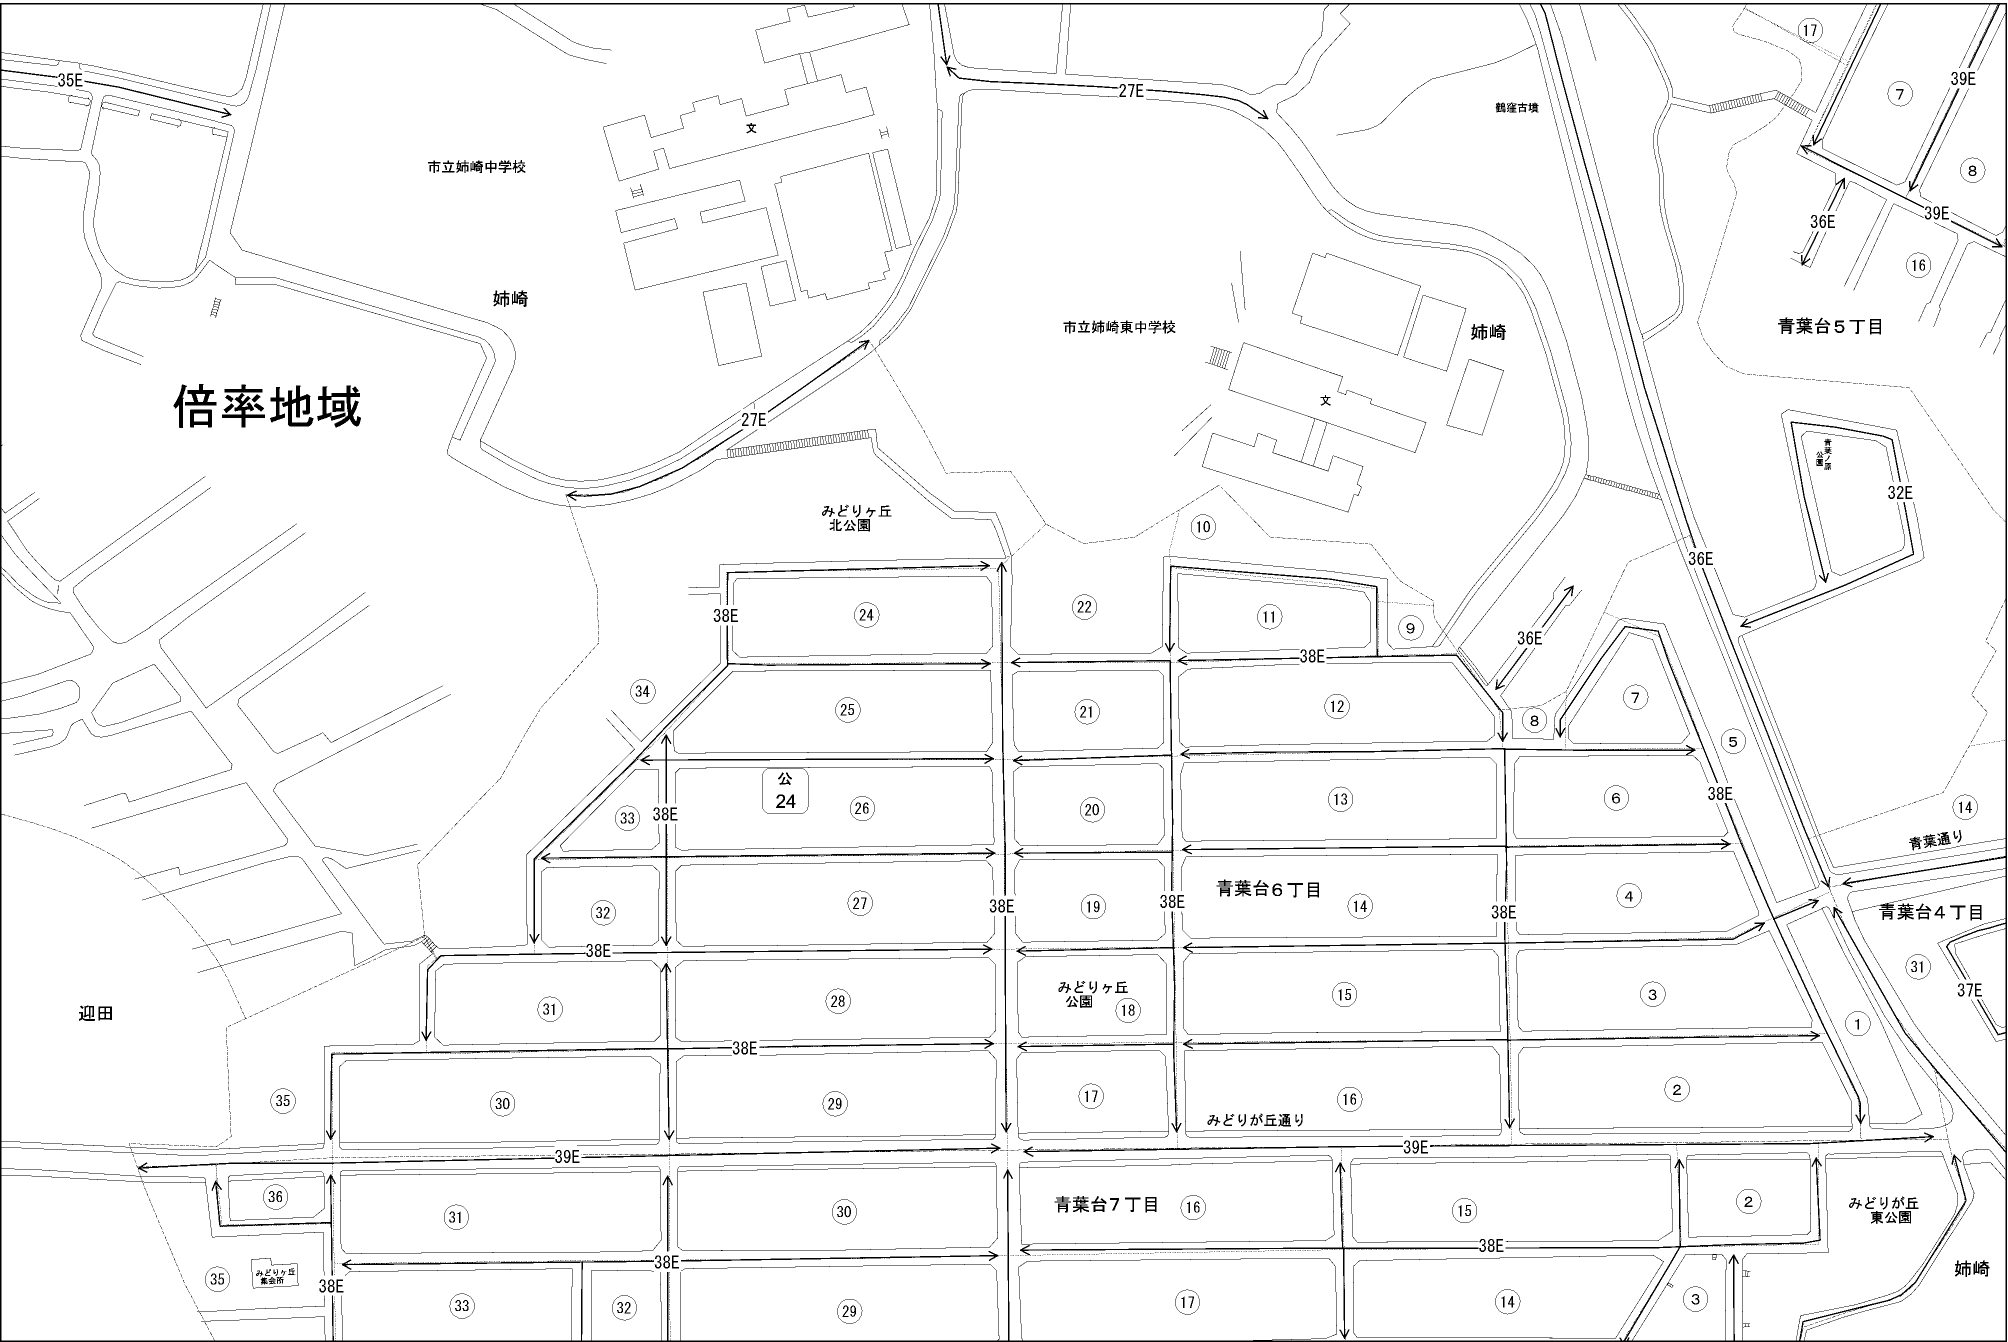 17
35E
39E
27E
7
鶴窪古墳
文
市立姉崎中学校
8
39E
36E
16
姉崎
市立姉崎東中学校
姉崎
青葉台5丁目
倍率地域
文
27E
青葉ノ原
公園
32E
みどりヶ丘
北公園
10
36E
24
38E
22
11
9
36E
38E
34
25
21
12
8
7
5
公
24
33
38E
26
20
13
6
38E
14
青葉通り
32
27
38E
19
38E
青葉台6丁目
14
38E
4
青葉台4丁目
38E
31
31
28
みどりヶ丘
公園
18
15
3
37E
迎田
1
38E
35
30
29
17
16
2
みどりが丘通り
39E
39E
36
31
30
青葉台7丁目
16
15
2
みどりが丘
東公園
38E
35
みどりヶ丘
集会所
38E
38E
姉崎
33
32
29
17
14
3